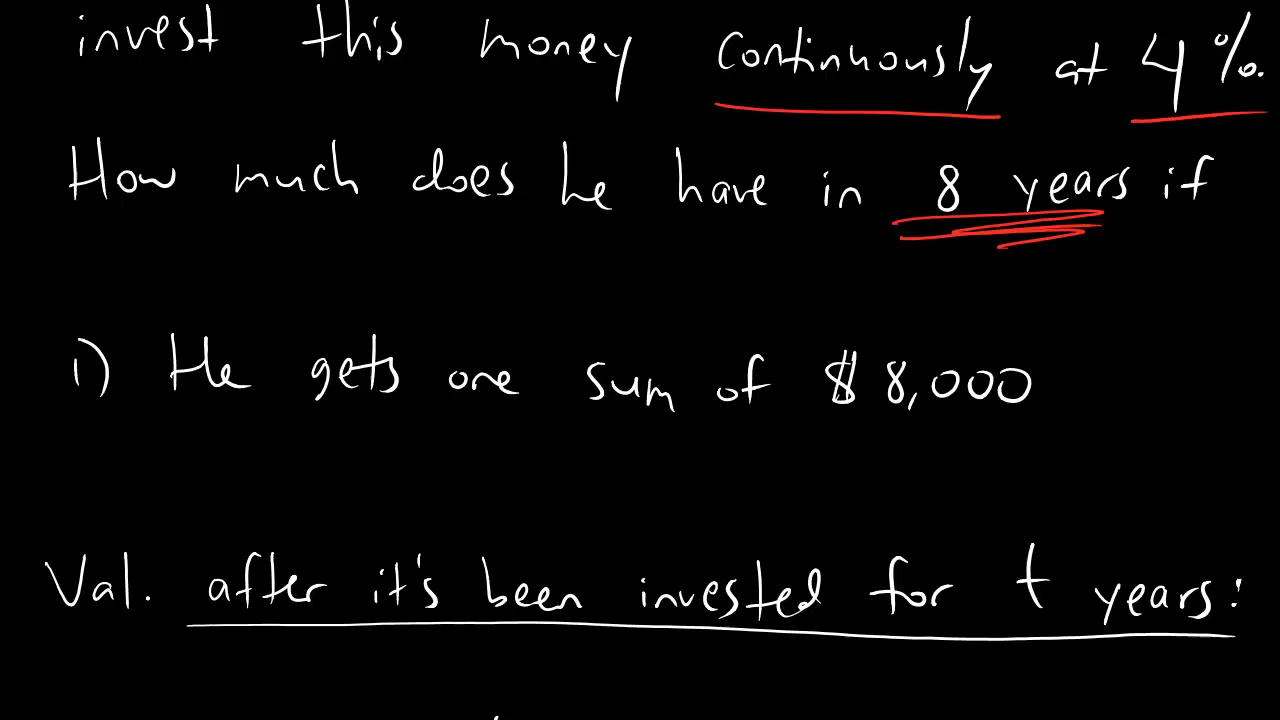 invest this money continuously at 4%.
How much does he have in 8 years if
1) He gets one sum of $8,000
Val. after it's been invested for t years: